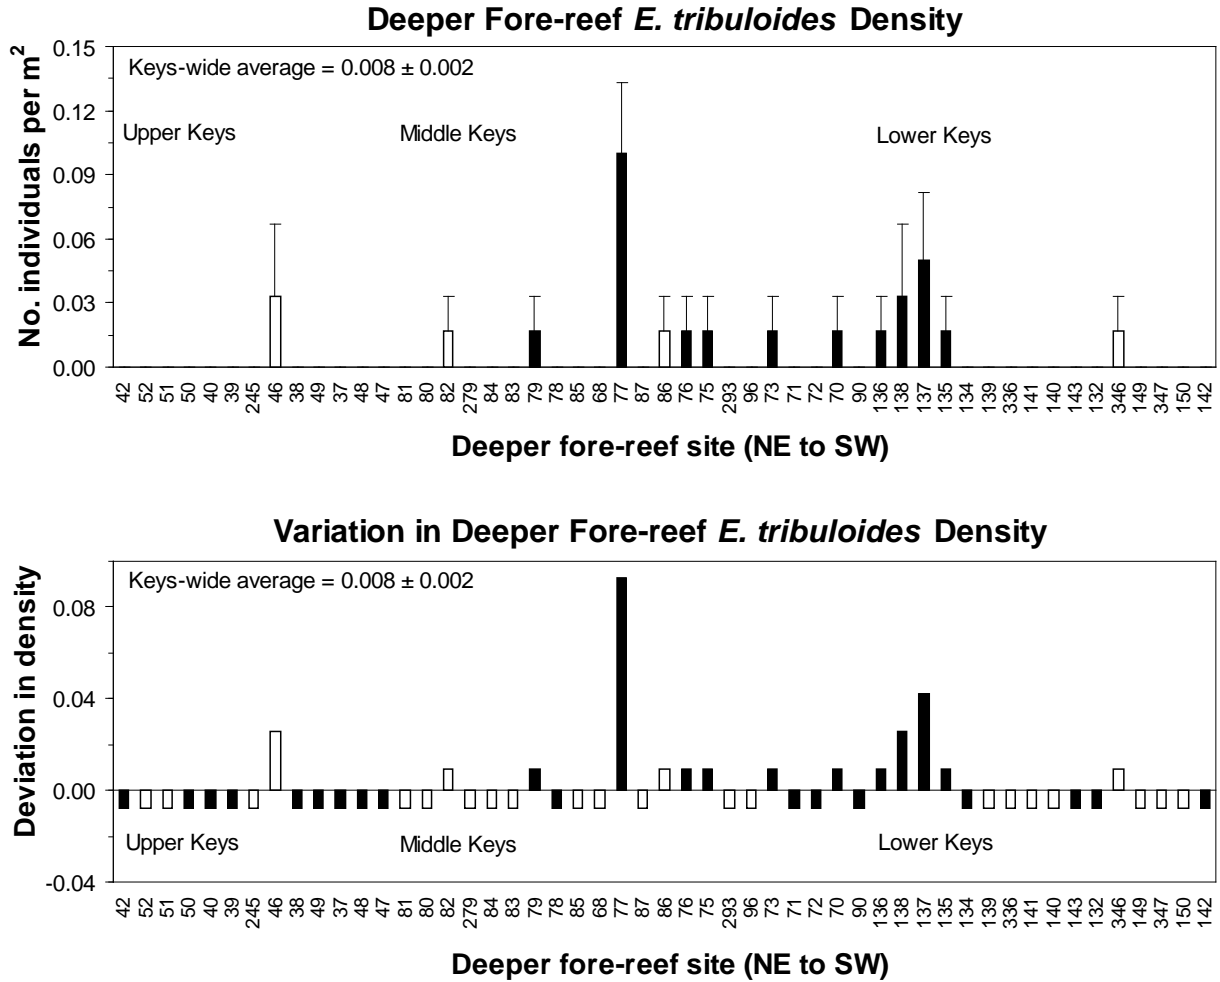 Deeper Fore-reef E. tribuloides Density
No. individuals per m²
0.15
0.12
0.09
0.06
0.03
0.00
Keys-wide average = 0.008 ± 0.002
Upper Keys Middle Keys Lower Keys
42 52 51 50 40 39 245 46 38 49 37 48 47 81 80 82 279 84 83 79 78 85 68 77 87 86 76 75 293 96 73 71 72 70 90 136 138 137 135 134 139 336 141 140 143 132 346 149 347 150 142
Deeper fore-reef site (NE to SW)
Variation in Deeper Fore-reef E. tribuloides Density
Deviation in density
0.08
0.04
0.00
-0.04
Keys-wide average = 0.008 ± 0.002
Upper Keys Middle Keys Lower Keys
42 52 51 50 40 39 245 46 38 49 37 48 47 81 80 82 279 84 83 79 78 85 68 77 87 86 76 75 293 96 73 71 72 70 90 136 138 137 135 134 139 336 141 140 143 132 346 149 347 150 142
Deeper fore-reef site (NE to SW)